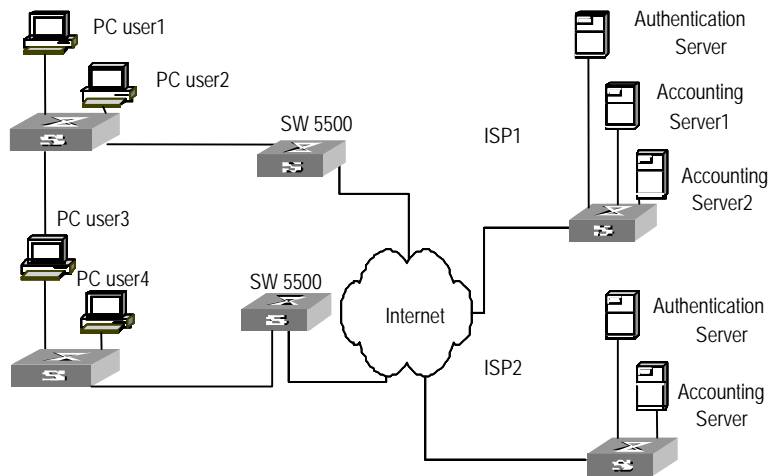 PC user1
PC user2
SW 5500
ISP1
Authentication
Server
Accounting
Server1
Accounting
Server2
PC user3
PC user4
SW 5500
Internet
ISP2
Authentication
Server
Accounting
Server